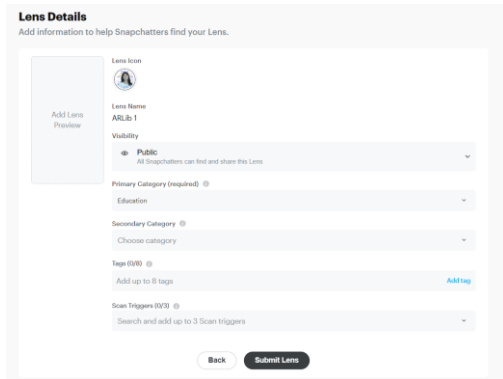 Lens Details
Add information to help Snapchatters find your Lens.
Add Lens
Preview
Lens Icon
Lens Name
ARLib 1
Visibility
Public
All Snapchatters can find and share this Lens
Primary Category (required)
Education
Secondary Category
Choose category
Tags (0/8)
Add up to 8 tags
Add tag
Scan Triggers (0/3)
Search and add up to 3 Scan triggers
Back
Submit Lens